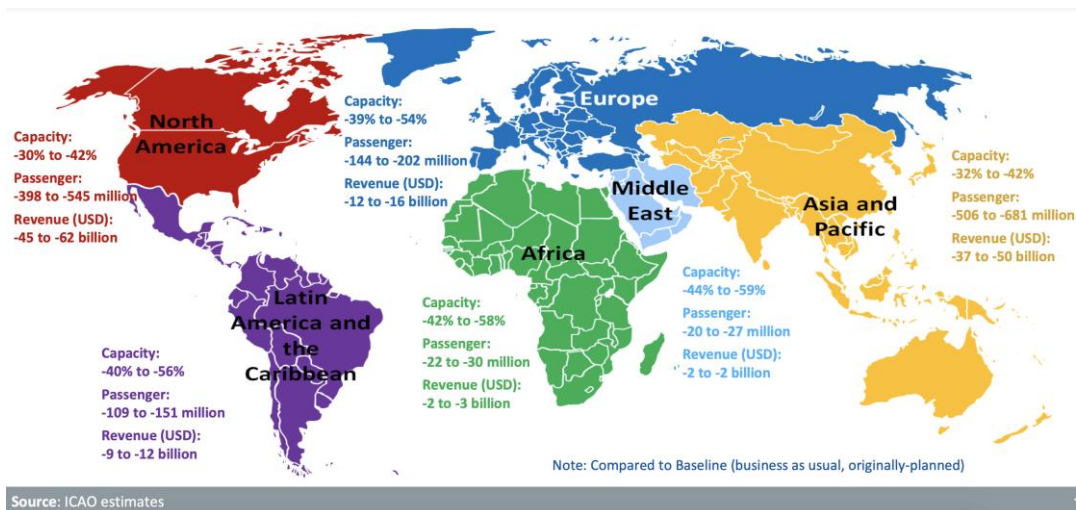 North
America
Capacity:
-30% to -42%
Passenger:
-398 to -545 million
Revenue (USD):
-45 to -62 billion
Capacity:
-39% to -54%
Passenger:
-144 to -202 million
Revenue (USD):
-12 to -16 billion
Europe
Middle
East
Asia and
Pacific
Capacity:
-32% to -42%
Passenger:
-506 to -681 million
Revenue (USD):
-37 to -50 billion
Africa
Capacity:
-42% to -58%
Passenger:
-22 to -30 million
Revenue (USD):
-2 to -3 billion
Capacity:
-44% to -59%
Passenger:
-20 to -27 million
Revenue (USD):
-2 to -2 billion
Latin
America and
the
Caribbean
Capacity:
-40% to -56%
Passenger:
-109 to -151 million
Revenue (USD):
-9 to -12 billion
Note: Compared to Baseline (business as usual, originally-planned)
Source: ICAO estimates